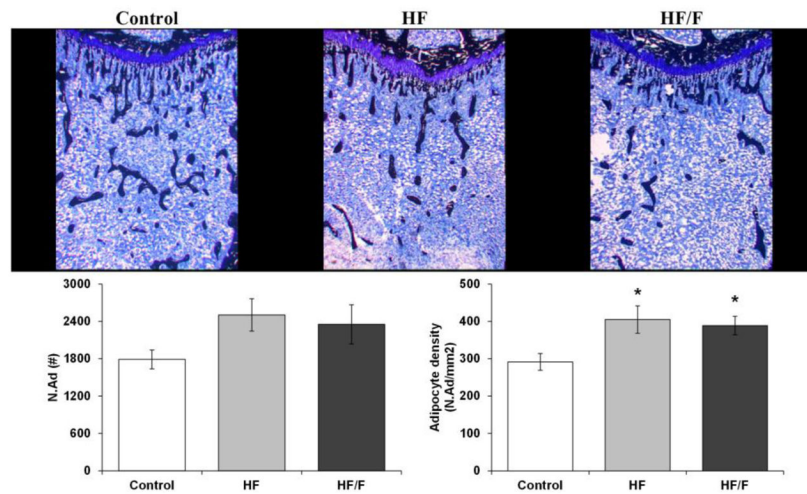 Control HF HF/F
3000
2400
1800
1200
600
0
N.Ad (#)
Control HF HF/F
500
400
300
200
100
0
Adipocyte density
(N.Ad/mm2)
* *
Control HF HF/F